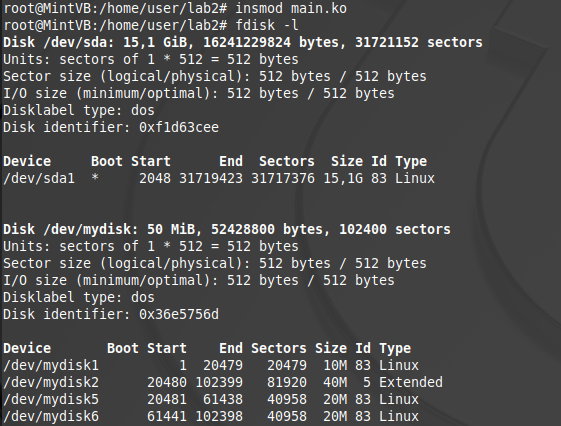 root@MintVB:/home/user/lab2# insmod main.ko
root@MintVB:/home/user/lab2# fdisk -l
Disk /dev/sda: 15,1 GiB, 16241229824 bytes, 31721152 sectors
Units: sectors of 1 * 512 = 512 bytes
Sector size (logical/physical): 512 bytes / 512 bytes
I/O size (minimum/optimal): 512 bytes / 512 bytes
Disklabel type: dos
Disk identifier: 0xf1d63cee
Device     Boot Start      End  Sectors  Size Id Type
/dev/sda1  *     2048 31719423 31717376 15,1G 83 Linux
Disk /dev/mydisk: 50 MiB, 52428800 bytes, 102400 sectors
Units: sectors of 1 * 512 = 512 bytes
Sector size (logical/physical): 512 bytes / 512 bytes
I/O size (minimum/optimal): 512 bytes / 512 bytes
Disklabel type: dos
Disk identifier: 0x36e5756d
Device       Boot Start    End Sectors Size Id Type
/dev/mydisk1          1  20479   20479  10M 83 Linux
/dev/mydisk2      20480 102399   81920  40M  5 Extended
/dev/mydisk5      20481  61438   40958  20M 83 Linux
/dev/mydisk6      61441 102398   40958  20M 83 Linux